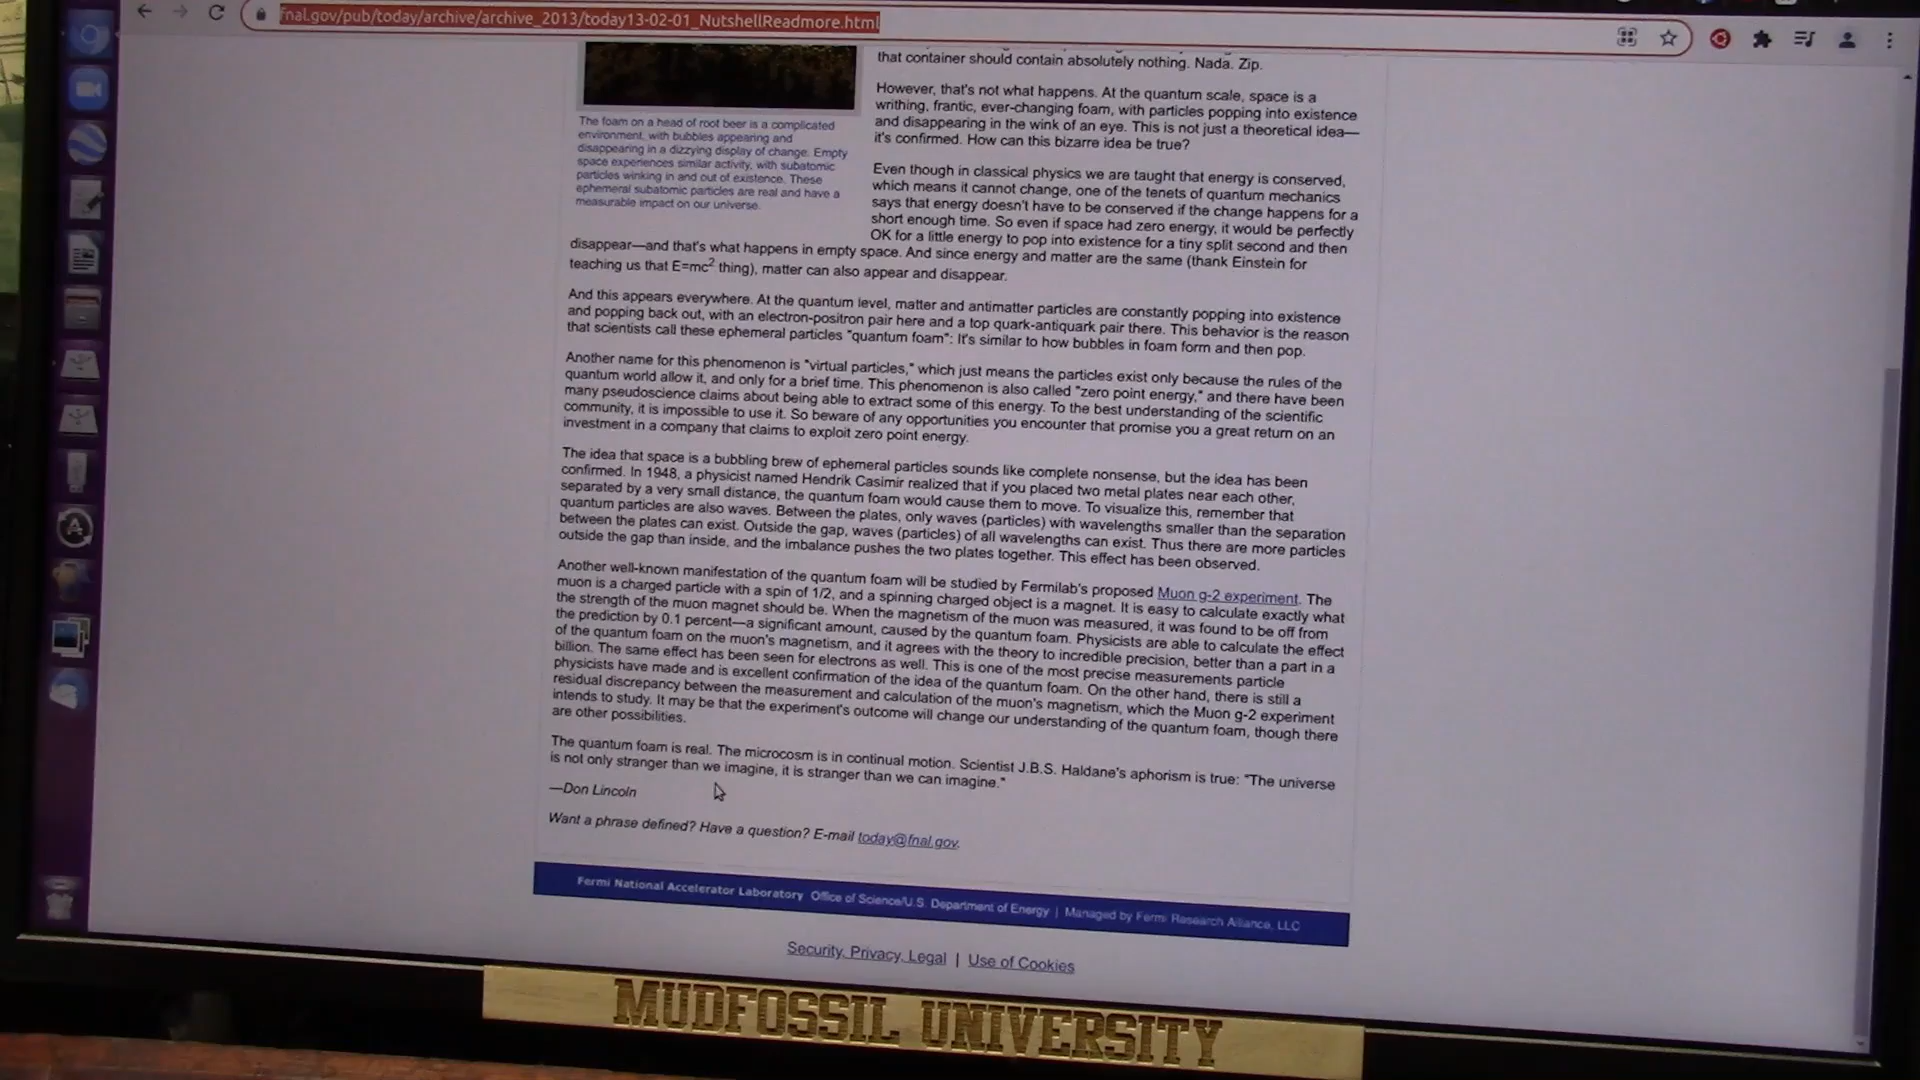 fnal.gov/pub/today/archive/archive_2013/today13-02-01_NutshellReadmore.html
that container should contain absolutely nothing. Nada. Zip.
The foam on a head of root beer is a complicated
environment, with bubbles appearing and
disappearing in a dizzying display of change. Empty
space experiences similar activity, with subatomic
particles winking in and out of existence. These
ephemeral subatomic particles are real and have a
measurable impact on our universe.
However, that's not what happens. At the quantum scale, space is a
writhing, frantic, ever-changing foam, with particles popping into existence
and disappearing in the wink of an eye. This is not just a theoretical idea—
it's confirmed. How can this bizarre idea be true?
Even though in classical physics we are taught that energy is conserved,
which means it cannot change, one of the tenets of quantum mechanics
says that energy doesn't have to be conserved if the change happens for a
short enough time. So even if space had zero energy, it would be perfectly
OK for a little energy to pop into existence for a tiny split second and then
disappear—and that's what happens in empty space. And since energy and matter are the same (thank Einstein for
teaching us that E=mc² thing), matter can also appear and disappear.
And this appears everywhere. At the quantum level, matter and antimatter particles are constantly popping into existence
and popping back out, with an electron-positron pair here and a top quark-antiquark pair there. This behavior is the reason
that scientists call these ephemeral particles "quantum foam": It's similar to how bubbles in foam form and then pop.
Another name for this phenomenon is "virtual particles," which just means the particles exist only because the rules of the
quantum world allow it, and only for a brief time. This phenomenon is also called "zero point energy," and there have been
many pseudoscience claims about being able to extract some of this energy. To the best understanding of the scientific
community, it is impossible to use it. So beware of any opportunities you encounter that promise you a great return on an
investment in a company that claims to exploit zero point energy.
The idea that space is a bubbling brew of ephemeral particles sounds like complete nonsense, but the idea has been
confirmed. In 1948, a physicist named Hendrik Casimir realized that if you placed two metal plates near each other,
separated by a very small distance, the quantum foam would cause them to move. To visualize this, remember that
quantum particles are also waves. Between the plates, only waves (particles) with wavelengths smaller than the separation
between the plates can exist. Outside the gap, waves (particles) of all wavelengths can exist. Thus there are more particles
outside the gap than inside, and the imbalance pushes the two plates together. This effect has been observed.
Another well-known manifestation of the quantum foam will be studied by Fermilab's proposed Muon g-2 experiment. The
muon is a charged particle with a spin of 1/2, and a spinning charged object is a magnet. It is easy to calculate exactly what
the strength of the muon magnet should be. When the magnetism of the muon was measured, it was found to be off from
the prediction by 0.1 percent—a significant amount, caused by the quantum foam. Physicists are able to calculate the effect
of the quantum foam on the muon's magnetism, and it agrees with the theory to incredible precision, better than a part in a
billion. The same effect has been seen for electrons as well. This is one of the most precise measurements particle
physicists have made and is excellent confirmation of the idea of the quantum foam. On the other hand, there is still a
residual discrepancy between the measurement and calculation of the muon's magnetism, which the Muon g-2 experiment
intends to study. It may be that the experiment's outcome will change our understanding of the quantum foam, though there
are other possibilities.
The quantum foam is real. The microcosm is in continual motion. Scientist J.B.S. Haldane's aphorism is true: "The universe
is not only stranger than we imagine, it is stranger than we can imagine."
—Don Lincoln
Want a phrase defined? Have a question? E-mail today@fnal.gov.
Fermi National Accelerator Laboratory Office of Science/U.S. Department of Energy | Managed by Fermi Research Alliance, LLC
Security, Privacy, Legal | Use of Cookies
MUDFOSSIL UNIVERSITY